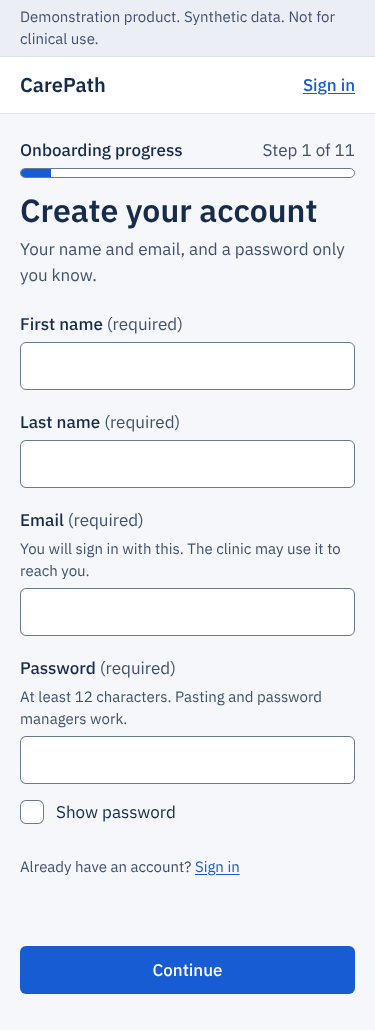 Demonstration product. Synthetic data. Not for
clinical use.
CarePath
Sign in
Onboarding progress
Step 1 of 11
Create your account
Your name and email, and a password only
you know.
First name (required)
Last name (required)
Email (required)
You will sign in with this. The clinic may use it to
reach you.
Password (required)
At least 12 characters. Pasting and password
managers work.
Show password
Already have an account? Sign in
Continue